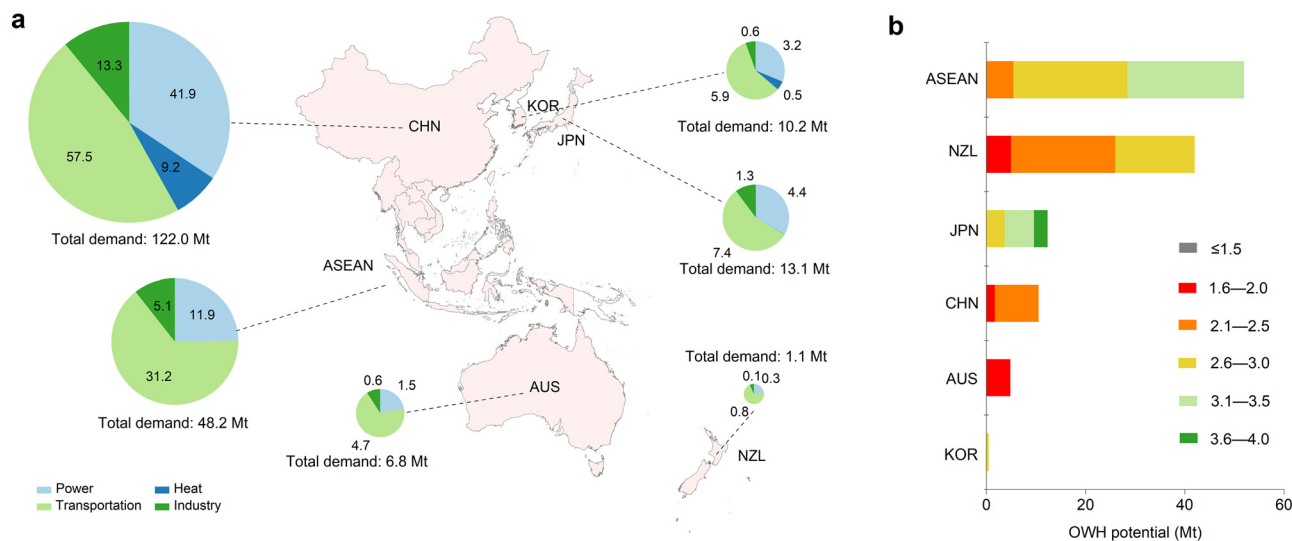 a
13.3
41.9
57.5
9.2
Total demand: 122.0 Mt
CHN
KOR
JPN
0.6
3.2
5.9
0.5
Total demand: 10.2 Mt
1.3
4.4
7.4
Total demand: 13.1 Mt
ASEAN
5.1
11.9
31.2
Total demand: 48.2 Mt
0.6
1.5
4.7
Total demand: 6.8 Mt
AUS
Total demand: 1.1 Mt
0.1
0.3
0.8
NZL
Power
Heat
Transportation
Industry
b
ASEAN
NZL
JPN
CHN
AUS
KOR
≤1.5
1.6—2.0
2.1—2.5
2.6—3.0
3.1—3.5
3.6—4.0
0 20 40 60
OWH potential (Mt)